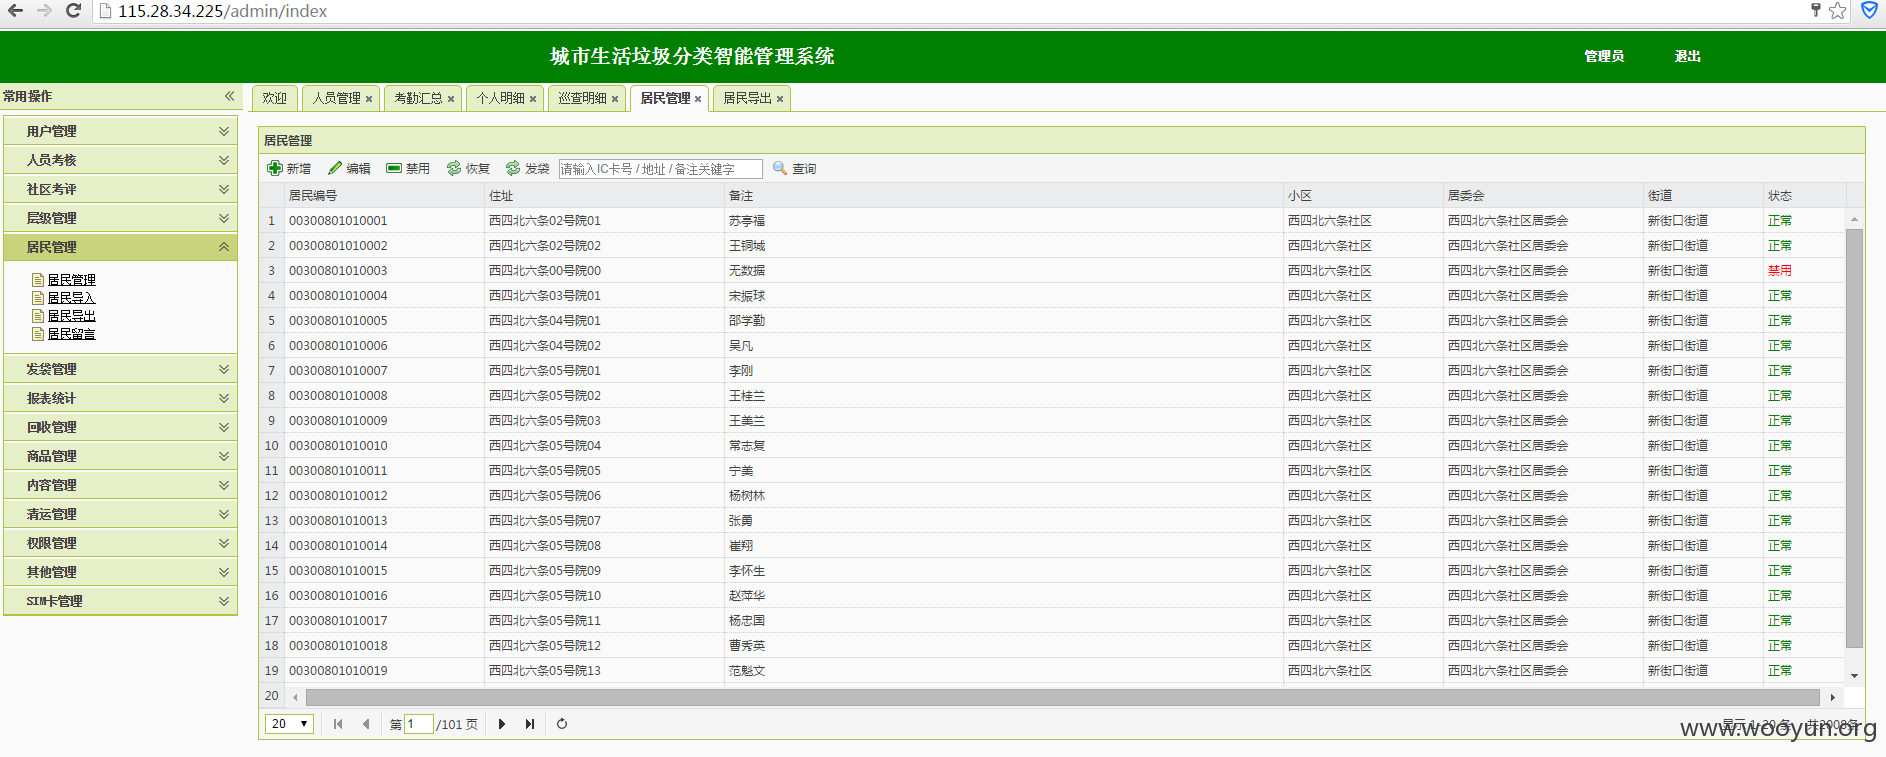 115.28.34.225/admin/index
城市生活垃圾分类智能管理系统
管理员 退出
常用操作
欢迎 人员管理 考勤汇总 个人明细 巡查明细 居民管理 居民导出
用户管理
人员考核
社区考评
层级管理
居民管理
居民管理
居民导入
居民导出
居民留言
发袋管理
报表统计
回收管理
商品管理
内容管理
清运管理
权限管理
其他管理
SIM卡管理
居民管理
新增 编辑 禁用 恢复 发袋 请输入IC卡号 / 地址 / 备注关键字 查询
居民编号 住址 备注 小区 居委会 街道 状态
1 00300801010001 西四北六条02号院01 苏亭福 西四北六条社区 西四北六条社区居委会 新街口街道 正常
2 00300801010002 西四北六条02号院02 王铜城 西四北六条社区 西四北六条社区居委会 新街口街道 正常
3 00300801010003 西四北六条00号院00 无数据 西四北六条社区 西四北六条社区居委会 新街口街道 禁用
4 00300801010004 西四北六条03号院01 宋振球 西四北六条社区 西四北六条社区居委会 新街口街道 正常
5 00300801010005 西四北六条04号院01 邵学勤 西四北六条社区 西四北六条社区居委会 新街口街道 正常
6 00300801010006 西四北六条04号院02 吴凡 西四北六条社区 西四北六条社区居委会 新街口街道 正常
7 00300801010007 西四北六条05号院01 李刚 西四北六条社区 西四北六条社区居委会 新街口街道 正常
8 00300801010008 西四北六条05号院02 王桂兰 西四北六条社区 西四北六条社区居委会 新街口街道 正常
9 00300801010009 西四北六条05号院03 王美兰 西四北六条社区 西四北六条社区居委会 新街口街道 正常
10 00300801010010 西四北六条05号院04 常志复 西四北六条社区 西四北六条社区居委会 新街口街道 正常
11 00300801010011 西四北六条05号院05 宁美 西四北六条社区 西四北六条社区居委会 新街口街道 正常
12 00300801010012 西四北六条05号院06 杨树林 西四北六条社区 西四北六条社区居委会 新街口街道 正常
13 00300801010013 西四北六条05号院07 张勇 西四北六条社区 西四北六条社区居委会 新街口街道 正常
14 00300801010014 西四北六条05号院08 崔翔 西四北六条社区 西四北六条社区居委会 新街口街道 正常
15 00300801010015 西四北六条05号院09 李怀生 西四北六条社区 西四北六条社区居委会 新街口街道 正常
16 00300801010016 西四北六条05号院10 赵萍华 西四北六条社区 西四北六条社区居委会 新街口街道 正常
17 00300801010017 西四北六条05号院11 杨忠国 西四北六条社区 西四北六条社区居委会 新街口街道 正常
18 00300801010018 西四北六条05号院12 曹秀英 西四北六条社区 西四北六条社区居委会 新街口街道 正常
19 00300801010019 西四北六条05号院13 范魁文 西四北六条社区 西四北六条社区居委会 新街口街道 正常
20
20 第 1 /101 页 显示 1-20 条 共2008条
www.wooyun.org